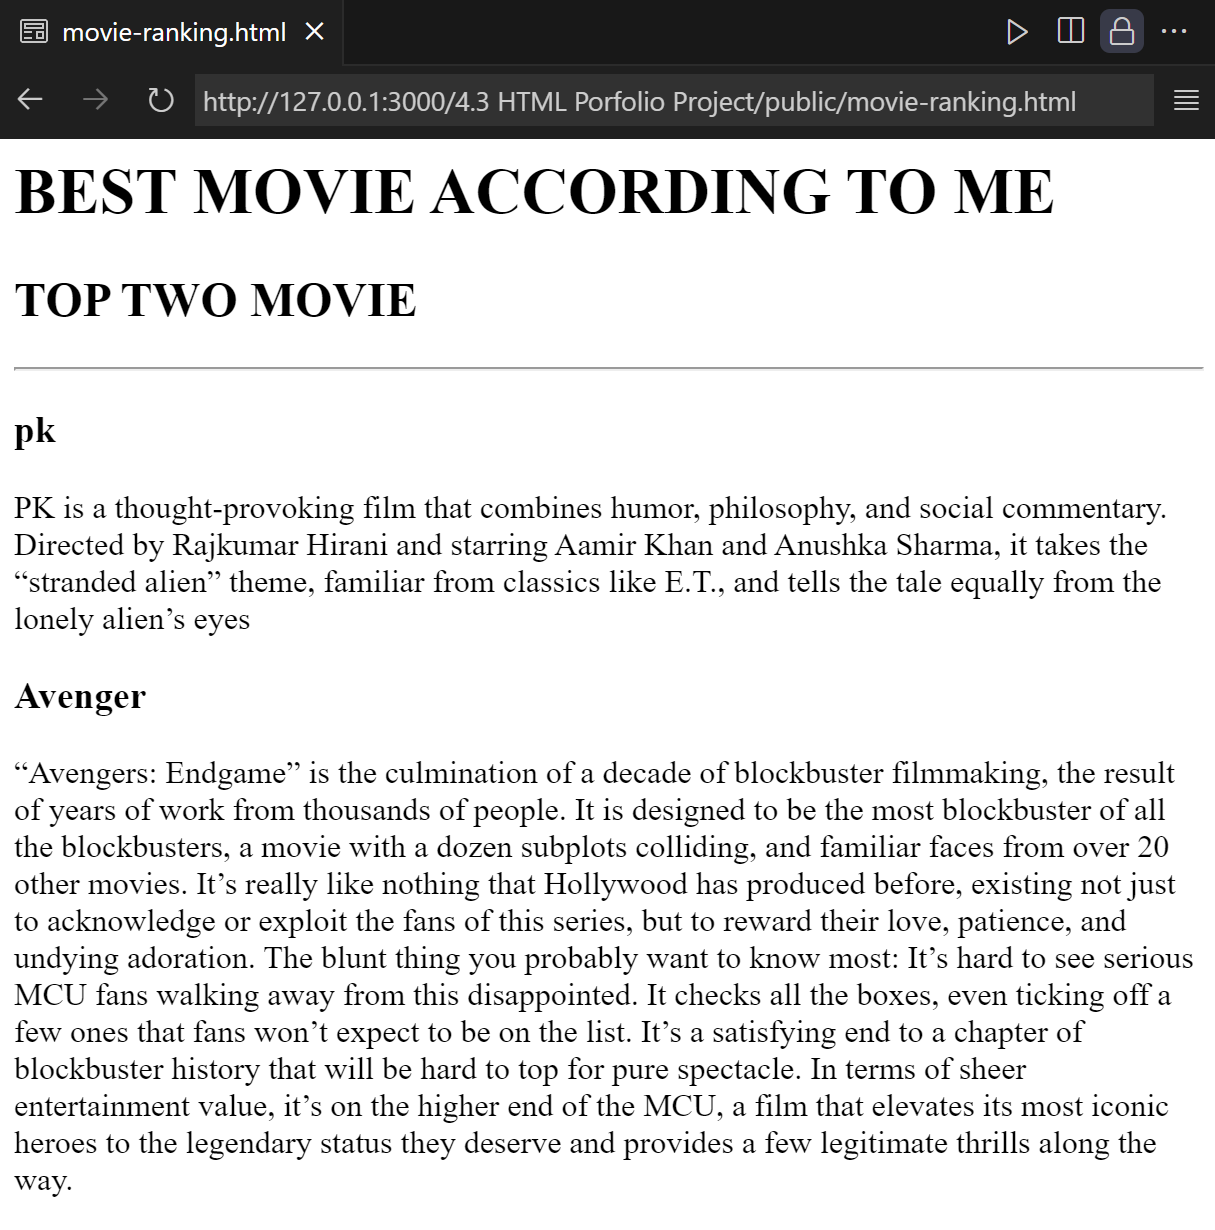 movie-ranking.html
http://127.0.0.1:3000/4.3 HTML Porfolio Project/public/movie-ranking.html
BEST MOVIE ACCORDING TO ME
TOP TWO MOVIE
pk
PK is a thought-provoking film that combines humor, philosophy, and social commentary.
Directed by Rajkumar Hirani and starring Aamir Khan and Anushka Sharma, it takes the
“stranded alien” theme, familiar from classics like E.T., and tells the tale equally from the
lonely alien’s eyes
Avenger
“Avengers: Endgame” is the culmination of a decade of blockbuster filmmaking, the result
of years of work from thousands of people. It is designed to be the most blockbuster of all
the blockbusters, a movie with a dozen subplots colliding, and familiar faces from over 20
other movies. It’s really like nothing that Hollywood has produced before, existing not just
to acknowledge or exploit the fans of this series, but to reward their love, patience, and
undying adoration. The blunt thing you probably want to know most: It’s hard to see serious
MCU fans walking away from this disappointed. It checks all the boxes, even ticking off a
few ones that fans won’t expect to be on the list. It’s a satisfying end to a chapter of
blockbuster history that will be hard to top for pure spectacle. In terms of sheer
entertainment value, it’s on the higher end of the MCU, a film that elevates its most iconic
heroes to the legendary status they deserve and provides a few legitimate thrills along the
way.